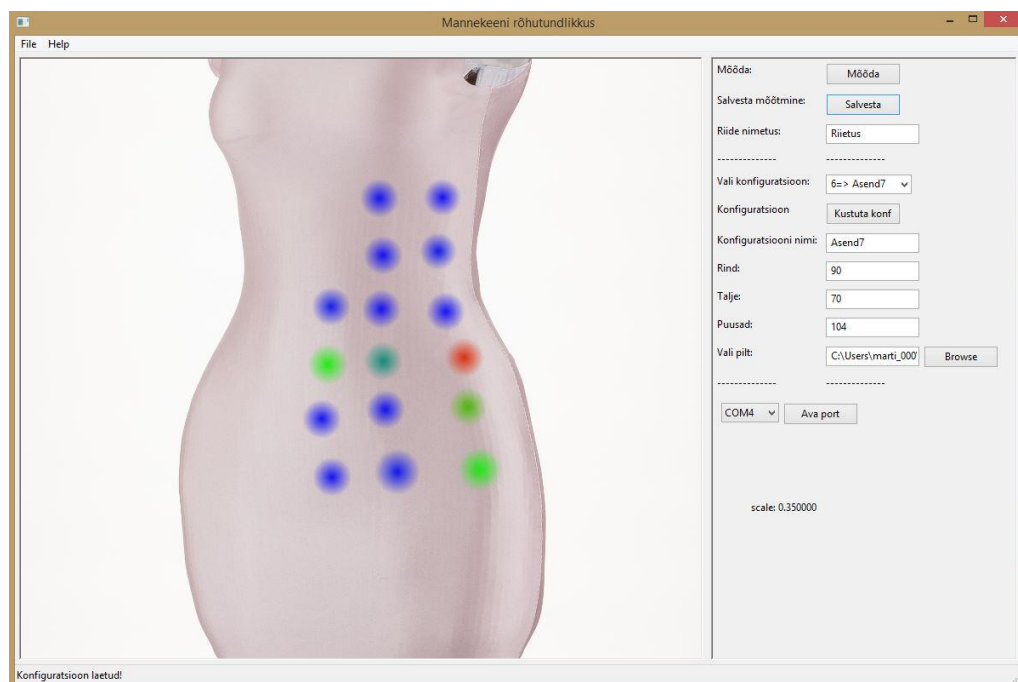 Mannekeeni rõhutundlikkus
File Help
Mõõda: Mõõda
Salvesta mõõtmine: Salvesta
Riide nimetus: Riietus
-------------- --------------
Vali konfiguratsioon: 6=> Asend7
Konfiguratsioon Kustuta konf
Konfiguratsiooni nimi: Asend7
Rind: 90
Talje: 70
Puusad: 104
Vali pilt: C:\Users\marti_000 Browse
-------------- --------------
COM4 Ava port
scale: 0.350000
Konfiguratsioon laetud!